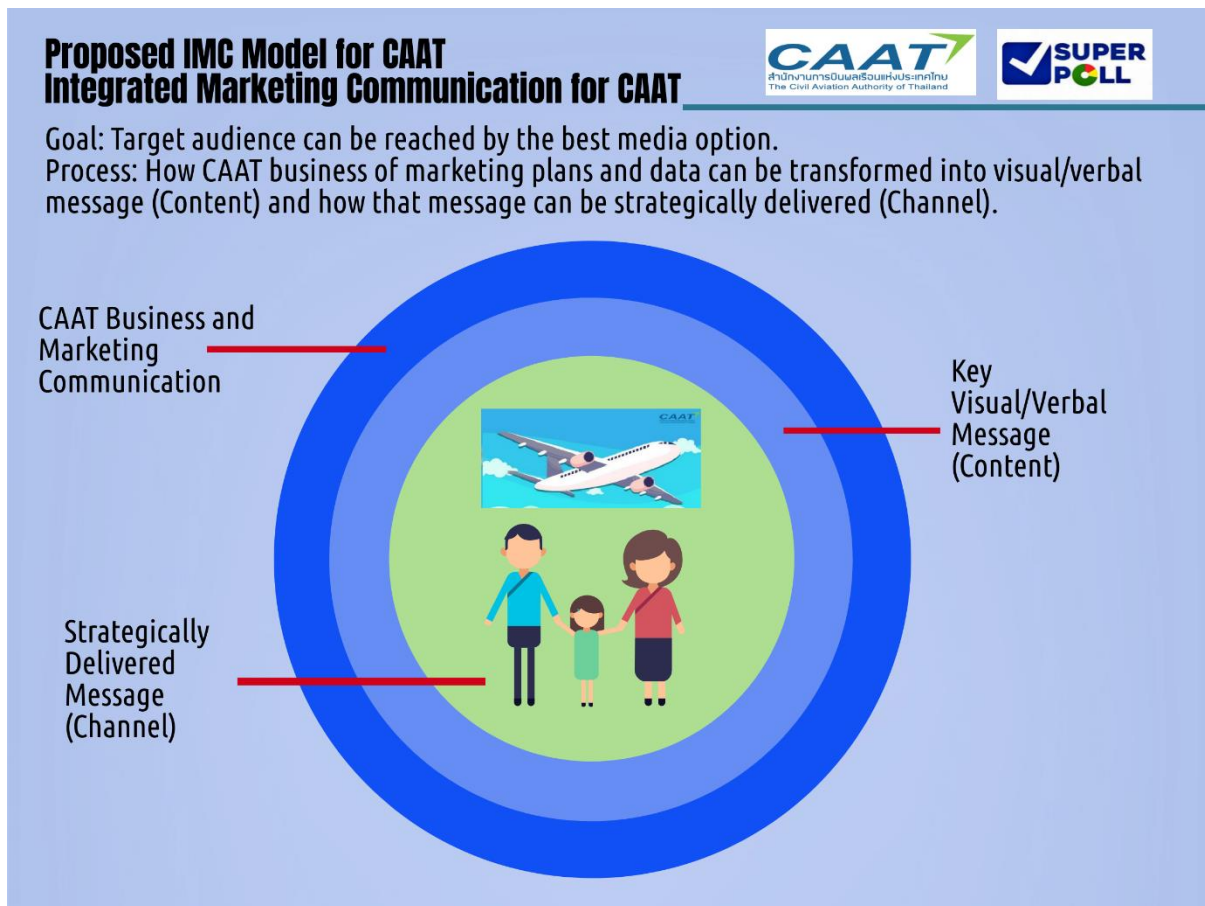 Proposed IMC Model for CAAT
Integrated Marketing Communication for CAAT
CAAT
สำนักงานการบินพลเรือนแห่งประเทศไทย
The Civil Aviation Authority of Thailand
SUPER
POLL
Goal: Target audience can be reached by the best media option.
Process: How CAAT business of marketing plans and data can be transformed into visual/verbal
message (Content) and how that message can be strategically delivered (Channel).
CAAT Business and
Marketing
Communication
Key
Visual/Verbal
Message
(Content)
CAAT
Strategically
Delivered
Message
(Channel)